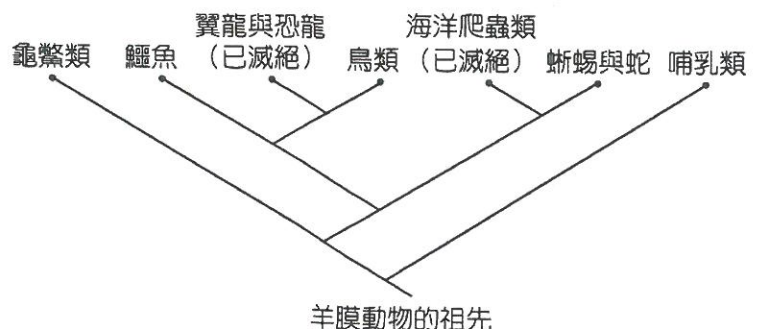 龜鱉類
鱷魚
翼龍與恐龍
（已滅絕）
鳥類
海洋爬蟲類
（已滅絕）
蜥蜴與蛇
哺乳類
羊膜動物的祖先